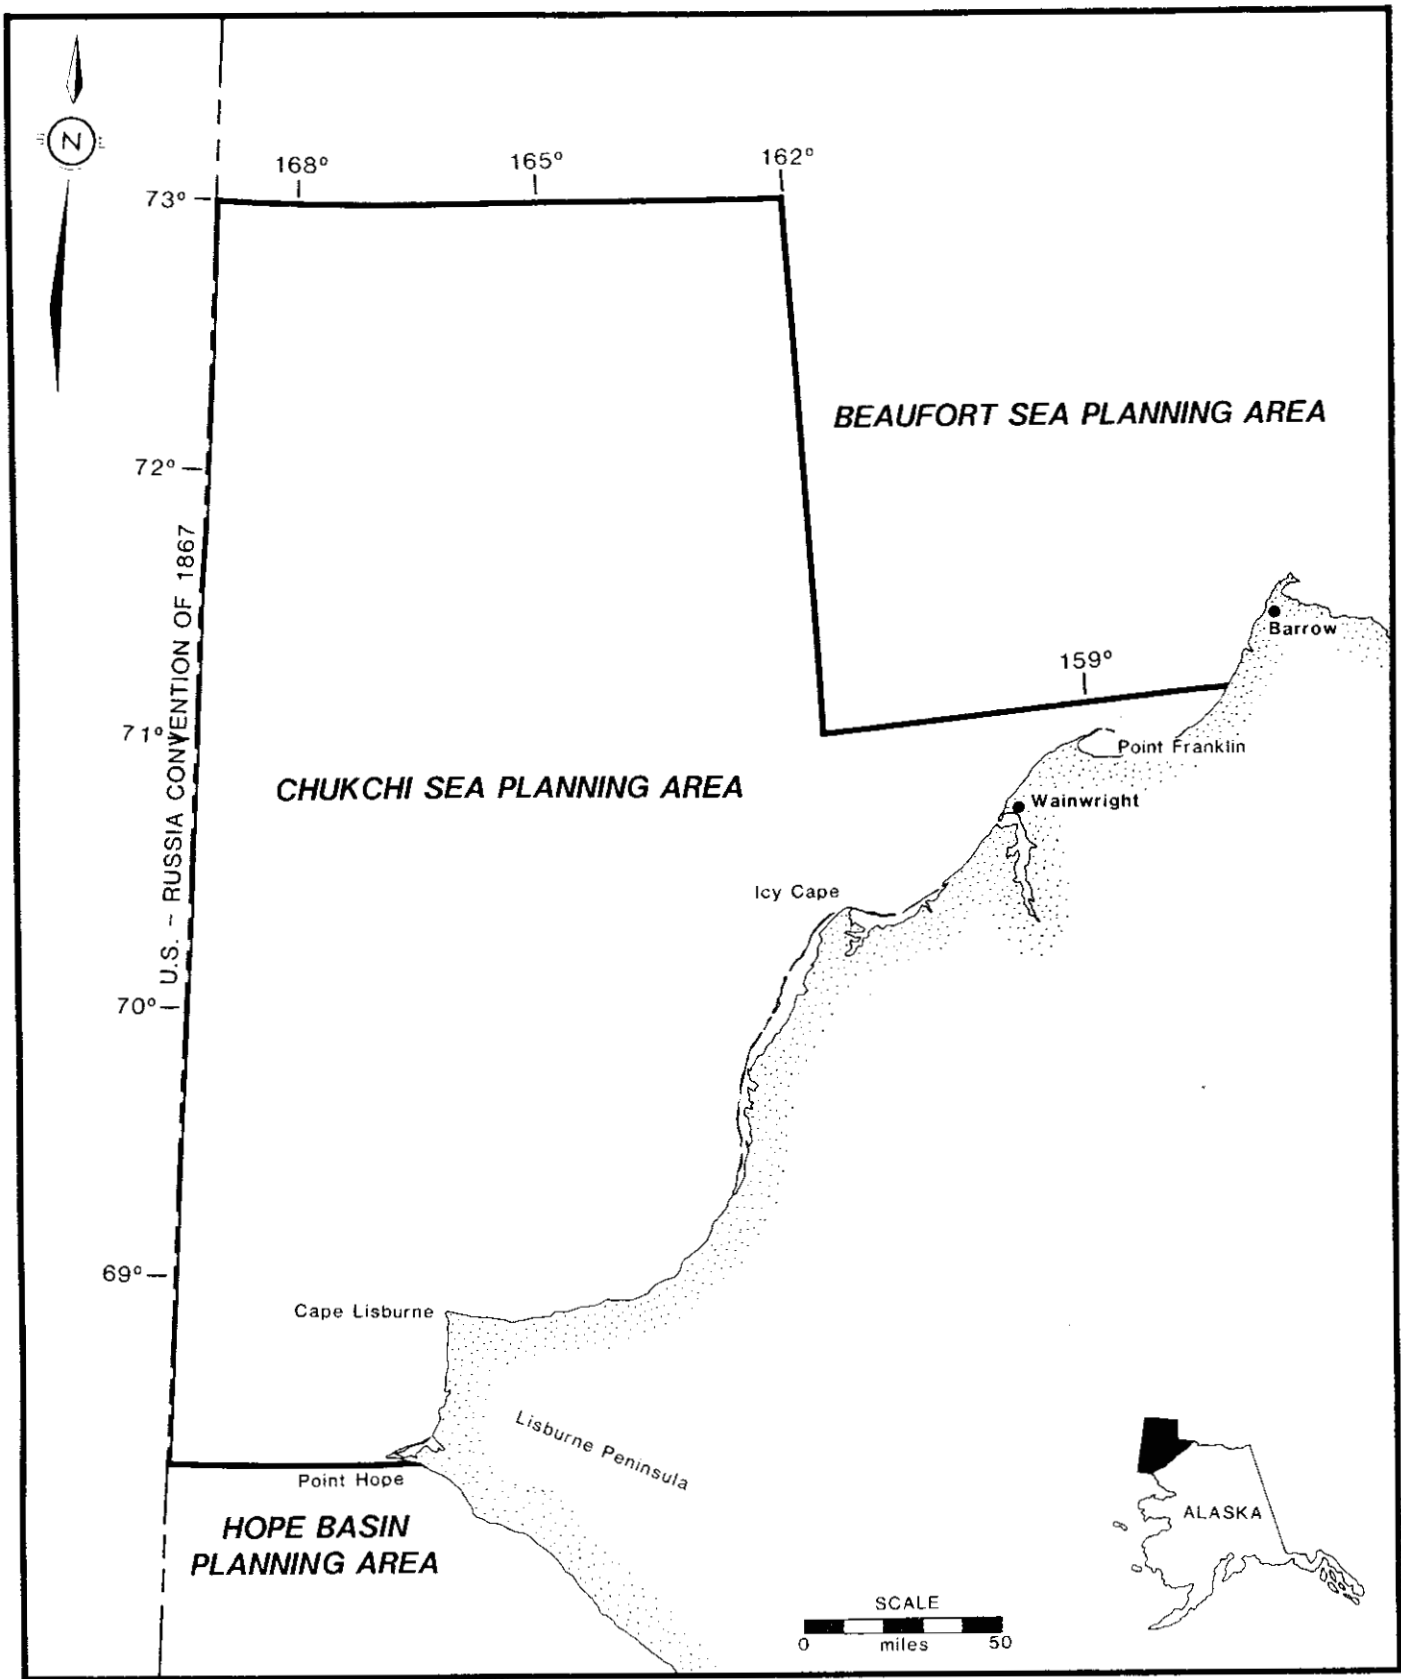 N
168°
165°
162°
73°
BEAUFORT SEA PLANNING AREA
72°
U.S. - RUSSIA CONVENTION OF 1867
Barrow
159°
71°
Point Franklin
CHUKCHI SEA PLANNING AREA
Wainwright
Icy Cape
70°
69°
Cape Lisburne
Lisburne Peninsula
Point Hope
ALASKA
HOPE BASIN
PLANNING AREA
SCALE
0 miles 50